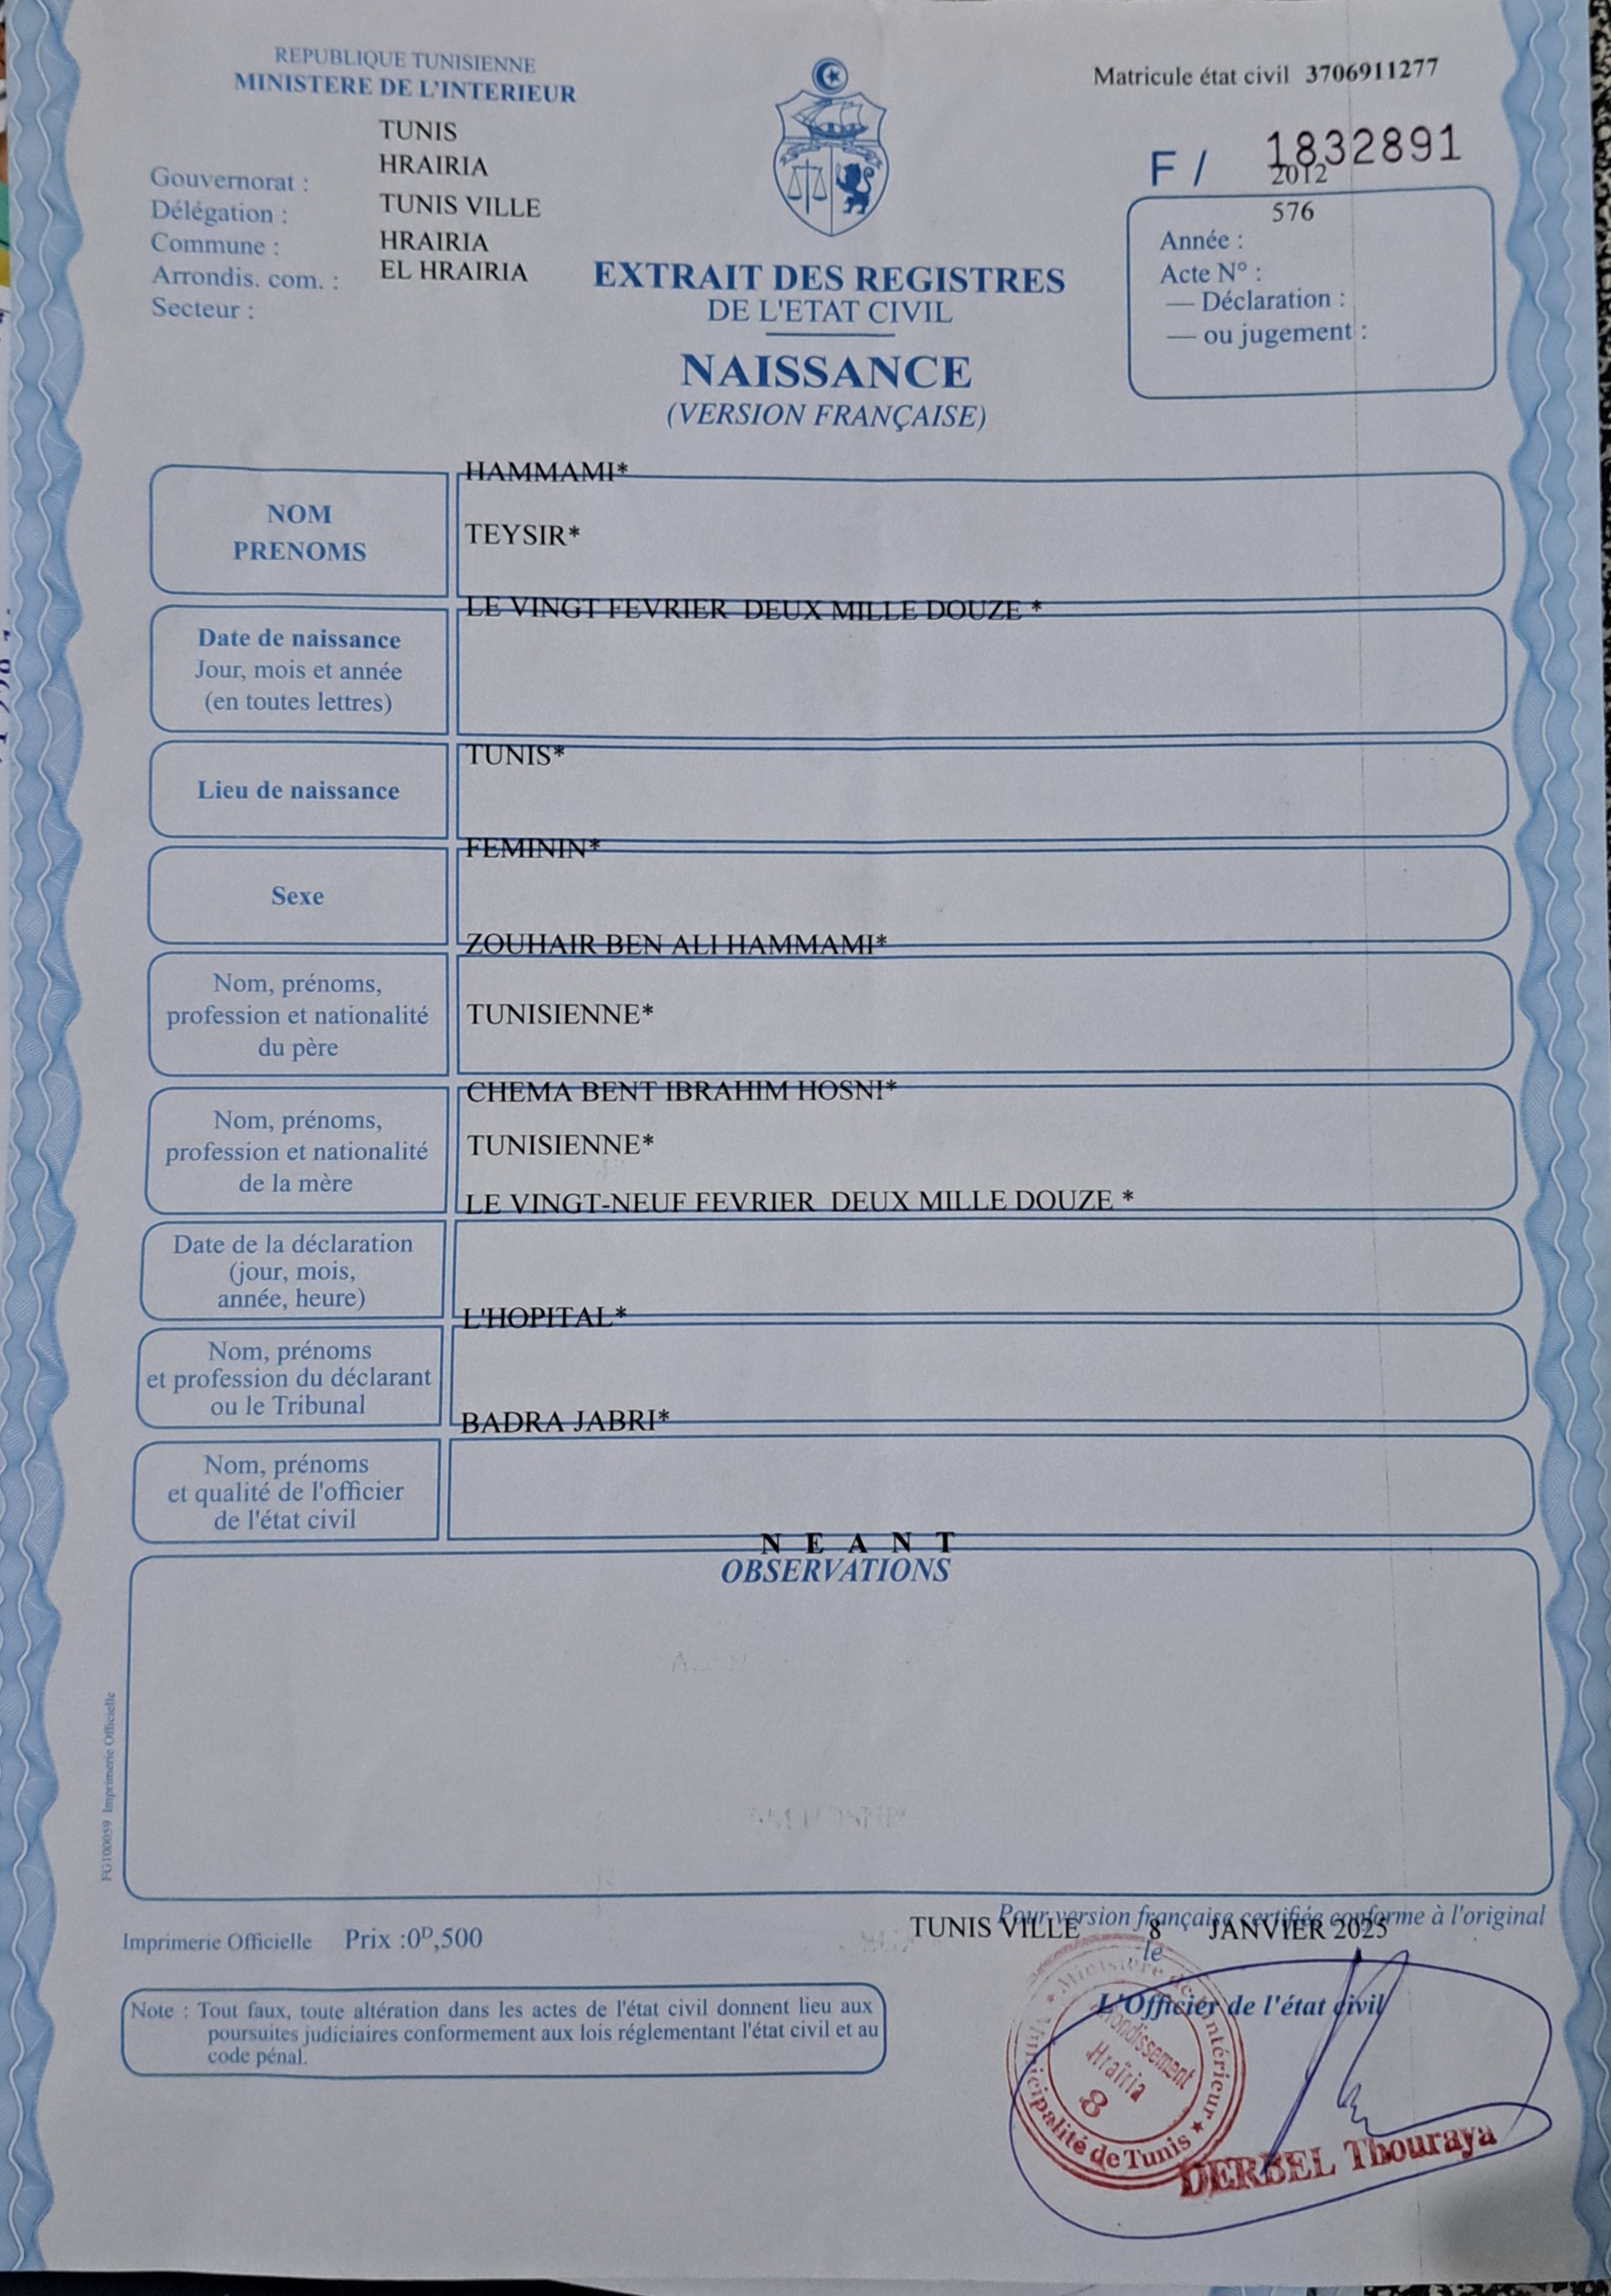 REPUBLIQUE TUNISIENNE
MINISTERE DE L'INTERIEUR
Matricule état civil 3706911277
TUNIS
HRAIRIA
TUNIS VILLE
HRAIRIA
EL HRAIRIA
Gouvernorat :
Délégation :
Commune :
Arrondis. com. :
Secteur :
F / 1832891
2012
576
Année :
Acte N° :
— Déclaration :
— ou jugement :
EXTRAIT DES REGISTRES
DE L'ETAT CIVIL
NAISSANCE
(VERSION FRANÇAISE)
NOM
PRENOMS
HAMMAMI*
TEYSIR*
Date de naissance
Jour, mois et année
(en toutes lettres)
LE VINGT FEVRIER DEUX MILLE DOUZE *
Lieu de naissance
TUNIS*
Sexe
FEMININ*
Nom, prénoms,
profession et nationalité
du père
ZOUHAIR BEN ALI HAMMAMI*
TUNISIENNE*
Nom, prénoms,
profession et nationalité
de la mère
CHEMA BENT IBRAHIM HOSNI*
TUNISIENNE*
Date de la déclaration
(jour, mois,
année, heure)
LE VINGT-NEUF FEVRIER DEUX MILLE DOUZE *
Nom, prénoms
et profession du déclarant
ou le Tribunal
L'HOPITAL*
Nom, prénoms
et qualité de l'officier
de l'état civil
BADRA JABRI*
N E A N T
OBSERVATIONS
FG100059 Imprimerie Officielle
Imprimerie Officielle Prix :0ᴰ,500
Pour version française certifiée conforme à l'original
TUNIS VILLE 8 JANVIER 2025
le
L'Officier de l'état civil
Note : Tout faux, toute altération dans les actes de l'état civil donnent lieu aux
poursuites judiciaires conformement aux lois réglementant l'état civil et au
code pénal.
Ministère de l'Intérieur
Municipalité de Tunis
Arrondissement
Hraïria
8
DERBEL Thouraya